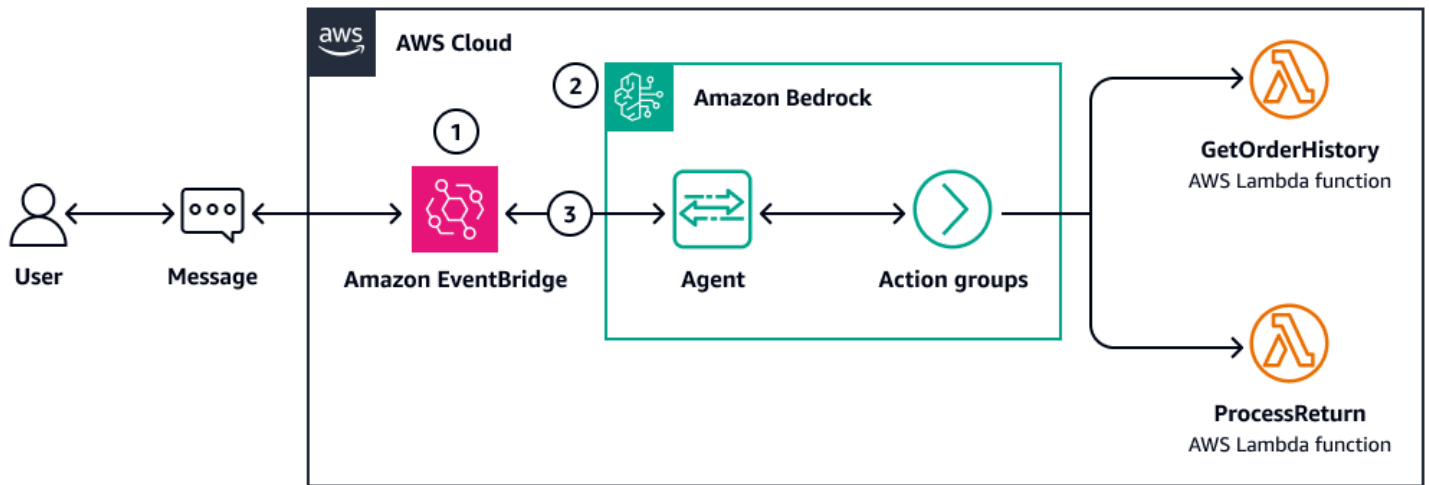 aws
AWS Cloud
2
Amazon Bedrock
1
GetOrderHistory
AWS Lambda function
3
User
Message
Amazon EventBridge
Agent
Action groups
ProcessReturn
AWS Lambda function